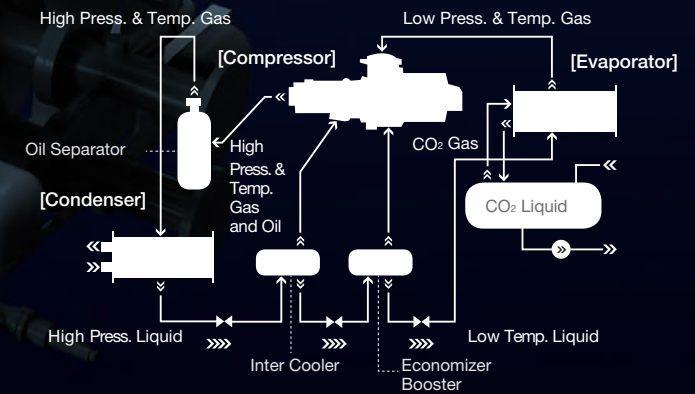 High Press. & Temp. Gas
Low Press. & Temp. Gas
[Compressor]
[Evaporator]
Oil Separator
High
Press. &
Temp.
Gas
and Oil
CO2 Gas
[Condenser]
CO2 Liquid
High Press. Liquid
Low Temp. Liquid
Inter Cooler
Economizer
Booster